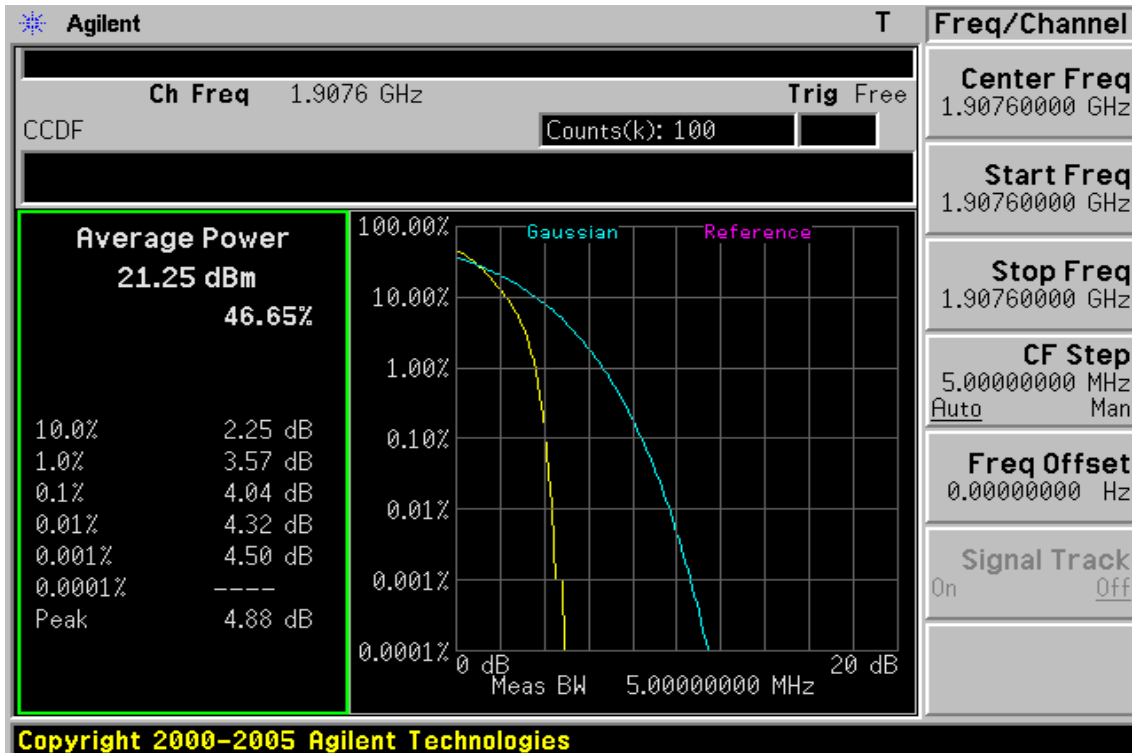 Agilent
T
Ch Freq 1.9076 GHz
Trig Free
CCDF
Counts(k): 100
Average Power
21.25 dBm
46.65%
10.0% 2.25 dB
1.0% 3.57 dB
0.1% 4.04 dB
0.01% 4.32 dB
0.001% 4.50 dB
0.0001% ----
Peak 4.88 dB
Gaussian
Reference
100.00%
10.00%
1.00%
0.10%
0.01%
0.001%
0.0001%
0 dB
20 dB
Meas BW 5.00000000 MHz
Freq/Channel
Center Freq
1.90760000 GHz
Start Freq
1.90760000 GHz
Stop Freq
1.90760000 GHz
CF Step
5.00000000 MHz
Auto Man
Freq Offset
0.00000000 Hz
Signal Track
On Off
Copyright 2000-2005 Agilent Technologies